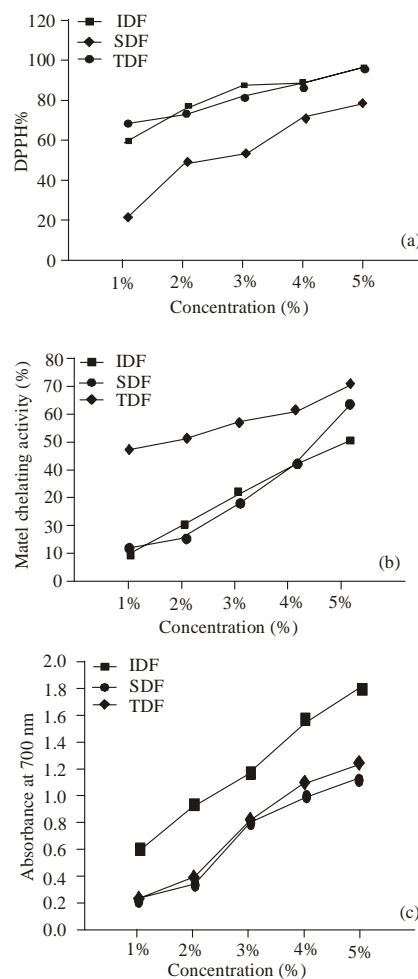 120
IDF
SDF
TDF
100
80
60
40
20
0
DPPH%
(a)
1% 2% 3% 4% 5%
Concentration (%)
80
IDF
SDF
TDF
70
60
50
40
30
20
10
0
Matel chelating activity (%)
(b)
1% 2% 3% 4% 5%
Concentration (%)
2.0
IDF
SDF
TDF
1.8
1.6
1.4
1.2
1.0
0.8
0.6
0.4
0.2
0.0
Absorbance at 700 nm
(c)
1% 2% 3% 4% 5%
Concentration (%)